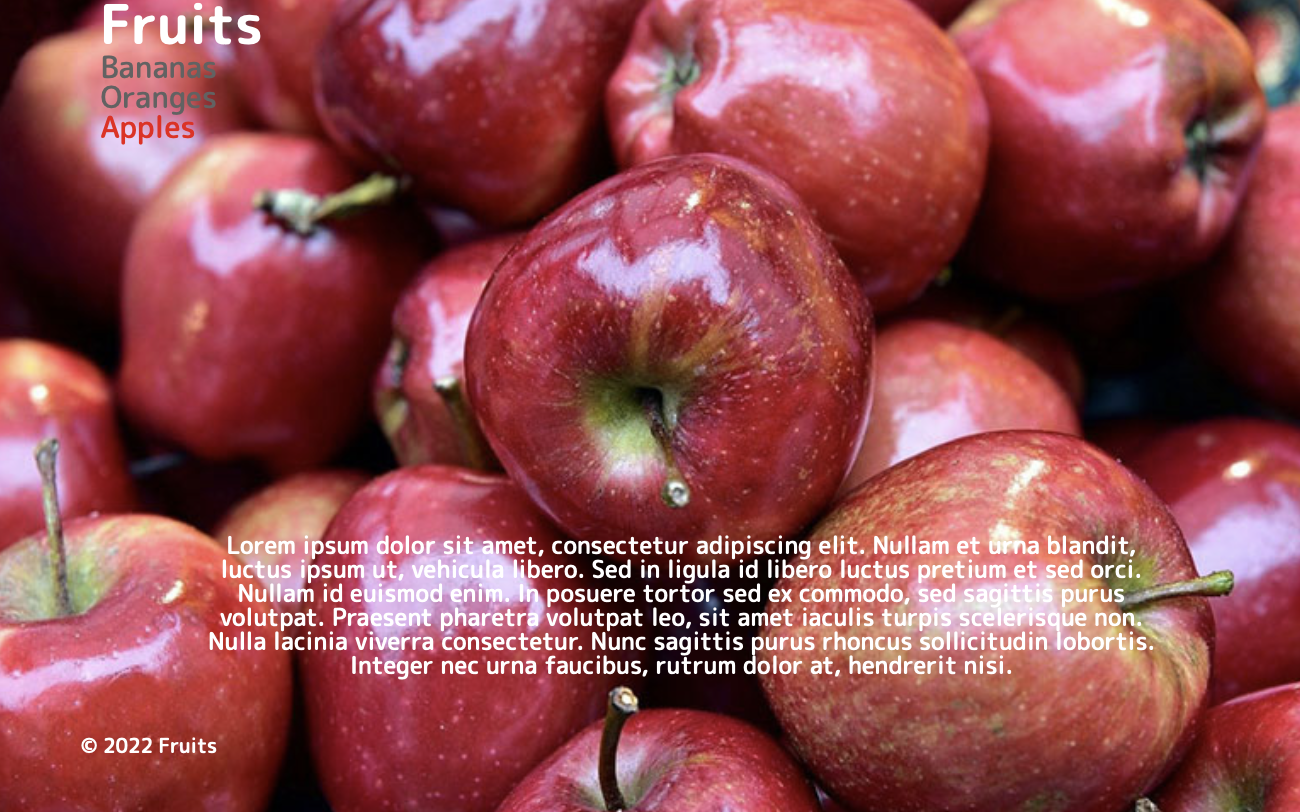 Fruits
Bananas
Oranges
Apples
Lorem ipsum dolor sit amet, consectetur adipiscing elit. Nullam et urna blandit,
luctus ipsum ut, vehicula libero. Sed in ligula id libero luctus pretium et sed orci.
Nullam id euismod enim. In posuere tortor sed ex commodo, sed sagittis purus
volutpat. Praesent pharetra volutpat leo, sit amet iaculis turpis scelerisque non.
Nulla lacinia viverra consectetur. Nunc sagittis purus rhoncus sollicitudin lobortis.
Integer nec urna faucibus, rutrum dolor at, hendrerit nisi.
© 2022 Fruits